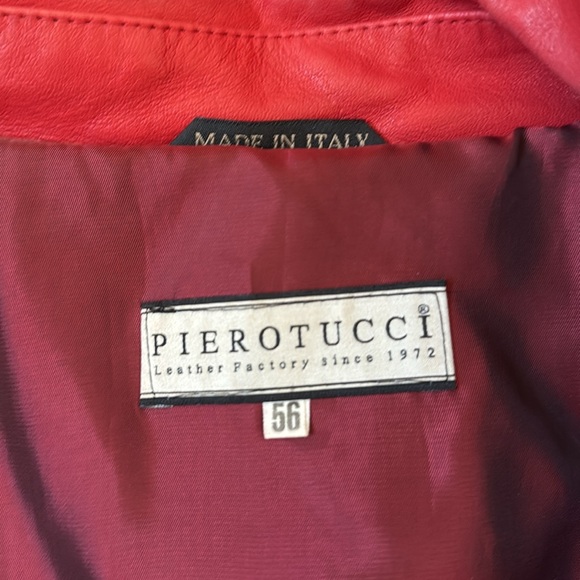 MADE IN ITALY
PIEROTUCCI®
Leather Factory since 1972
56